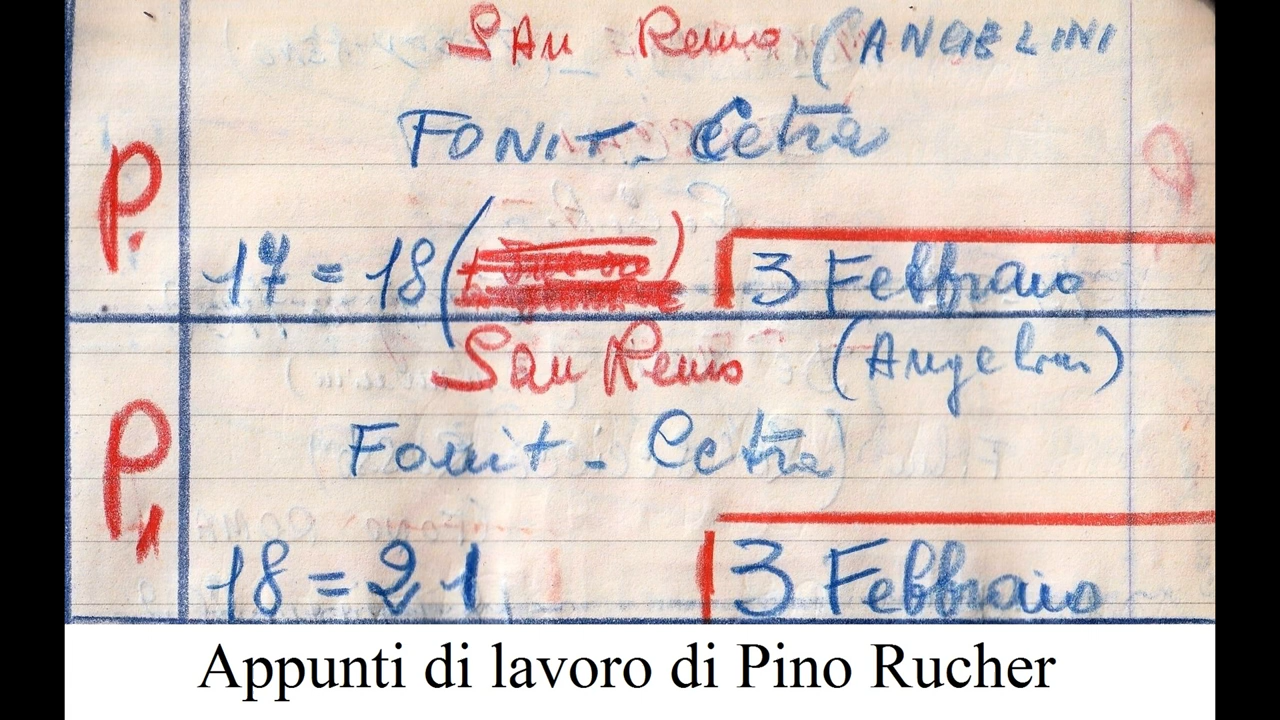 San Remo (ANGELINI
FONIT - Cetra
P.
17 = 18 (
3 Febbraio
San Remo (Angelini)
Fonit - Cetra
P.
18 = 21
3 Febbraio
Appunti di lavoro di Pino Rucher